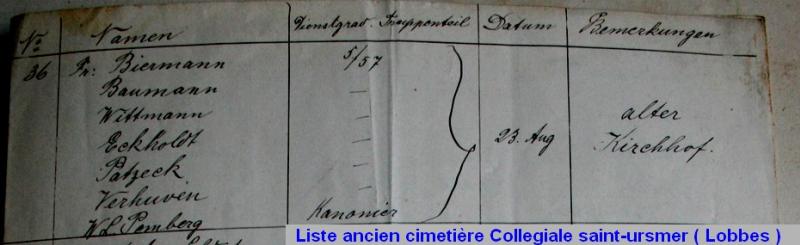 No Namen Dienstgrad. Truppenteil Datum Bemerkungen
36 Fr: Biermann 5/57
Baumann —
Wittmann — alter
Eckholdt — 23. Aug Kirchhof.
Patzeck —
Verhuven —
W.L. Pemberg Kanonier
Liste ancien cimetière Collegiale saint-ursmer ( Lobbes )